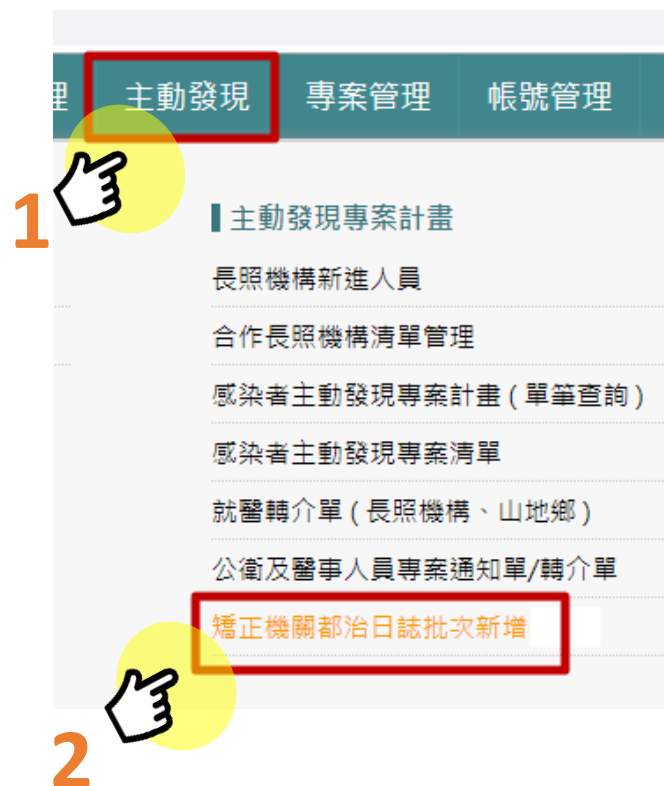 理 主動發現 專案管理 帳號管理
1
主動發現專案計畫
長照機構新進人員
合作長照機構清單管理
感染者主動發現專案計畫(單筆查詢)
感染者主動發現專案清單
就醫轉介單(長照機構、山地鄉)
公衛及醫事人員專案通知單/轉介單
矯正機關都治日誌批次新增
2